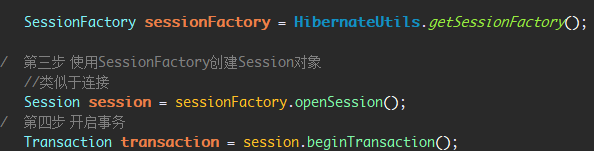 SessionFactory sessionFactory = HibernateUtils.getSessionFactory();
/ 第三步 使用SessionFactory创建Session对象
//类似于连接
Session session = sessionFactory.openSession();
/ 第四步 开启事务
Transaction transaction = session.beginTransaction();